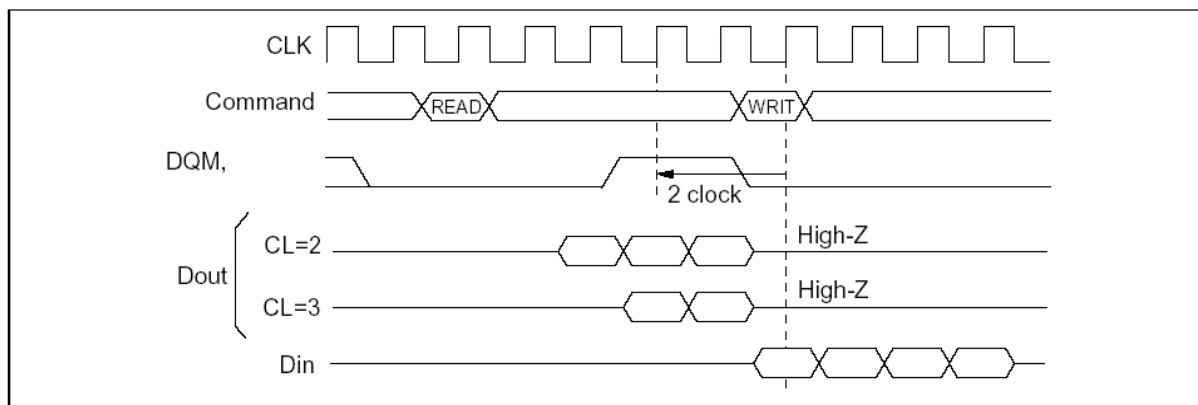 CLK
Command READ WRIT
DQM,
2 clock
CL=2 High-Z
Dout
CL=3 High-Z
Din